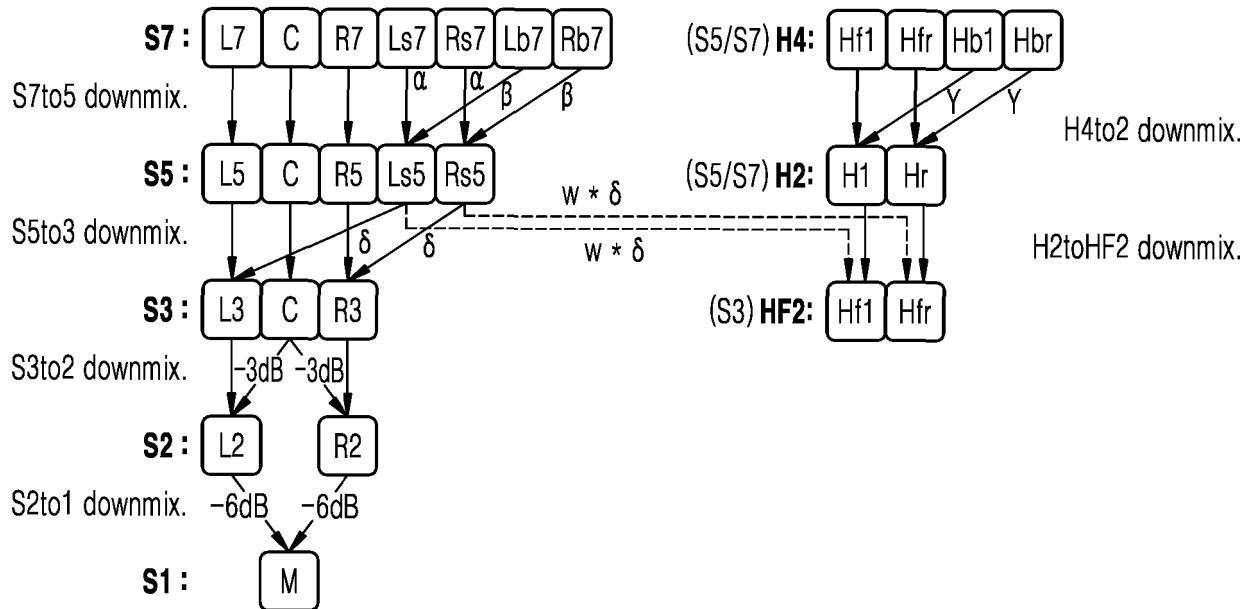 S7 : L7 C R7 Ls7 Rs7 Lb7 Rb7 (S5/S7) H4: Hf1 Hfr Hb1 Hbr
α α β β γ γ
S7to5 downmix. H4to2 downmix.
S5 : L5 C R5 Ls5 Rs5 (S5/S7) H2: H1 Hr
w * δ
S5to3 downmix. δ δ w * δ H2toHF2 downmix.
S3 : L3 C R3 (S3) HF2: Hf1 Hfr
S3to2 downmix. -3dB -3dB
S2 : L2 R2
S2to1 downmix. -6dB -6dB
S1 : M